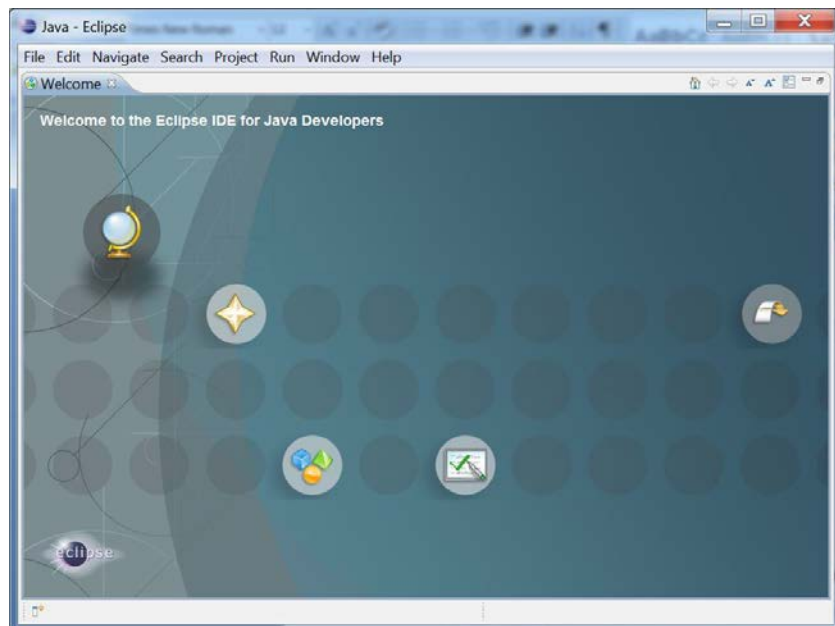 Java - Eclipse
File Edit Navigate Search Project Run Window Help
Welcome
Welcome to the Eclipse IDE for Java Developers
eclipse